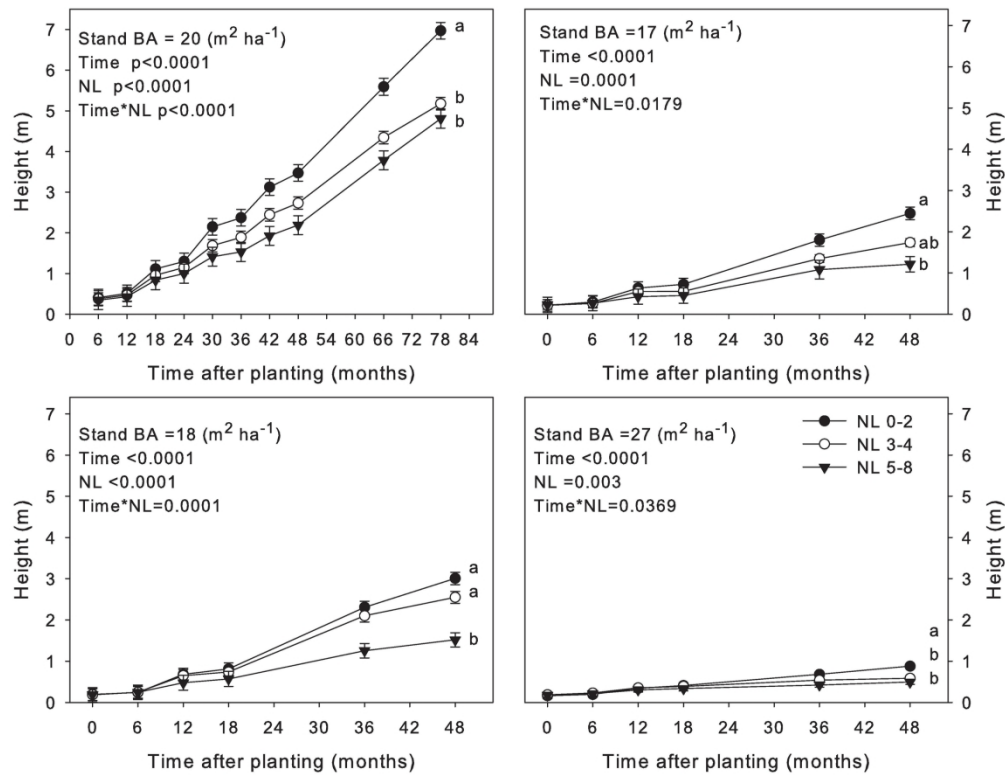 Stand BA = 20 (m² ha⁻¹)
Time p<0.0001
NL p<0.0001
Time*NL p<0.0001
a
b
b
7
6
5
4
3
2
1
0
Height (m)
0 6 12 18 24 30 36 42 48 54 60 66 72 78 84
Time after planting (months)
Stand BA =17 (m² ha⁻¹)
Time <0.0001
NL =0.0001
Time*NL=0.0179
a
ab
b
7
6
5
4
3
2
1
0
Height (m)
0 6 12 18 24 30 36 42 48
Time after planting (months)
Stand BA =18 (m² ha⁻¹)
Time <0.0001
NL <0.0001
Time*NL=0.0001
a
a
b
7
6
5
4
3
2
1
0
Height (m)
0 6 12 18 24 30 36 42 48
Time after planting (months)
Stand BA =27 (m² ha⁻¹)
Time <0.0001
NL =0.003
Time*NL=0.0369
NL 0-2
NL 3-4
NL 5-8
a
b
b
7
6
5
4
3
2
1
0
Height (m)
0 6 12 18 24 30 36 42 48
Time after planting (months)